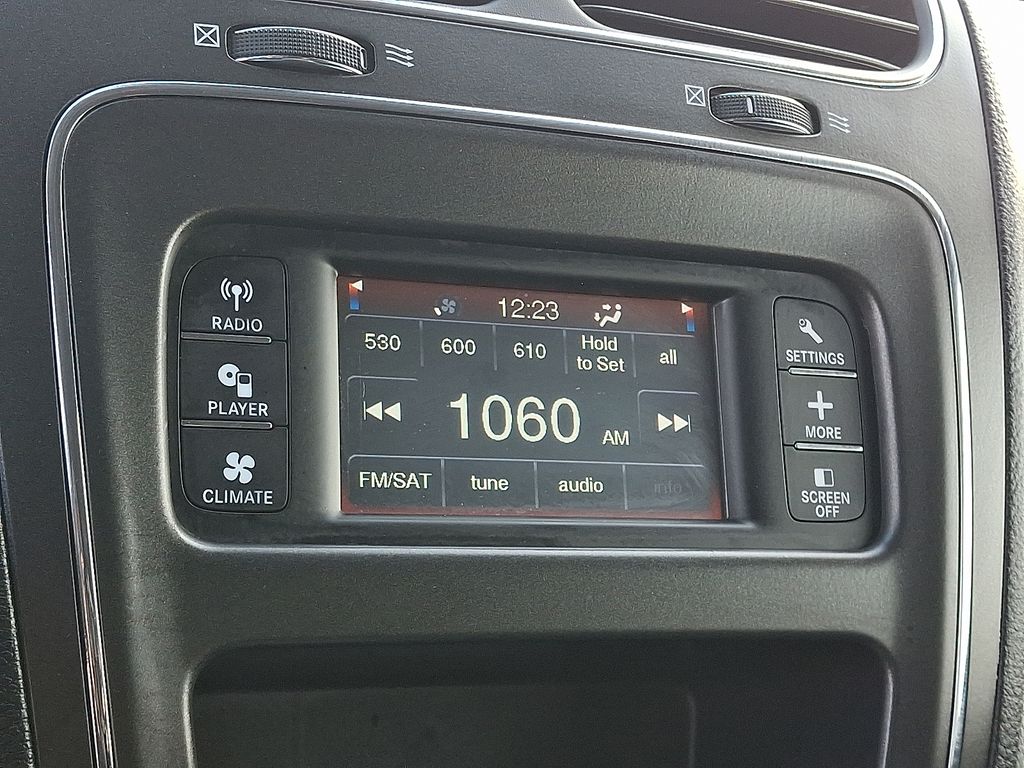 RADIO
PLAYER
CLIMATE
12:23
530 600 610 Hold to Set all
1060 AM
FM/SAT tune audio info
SETTINGS
MORE
SCREEN
OFF